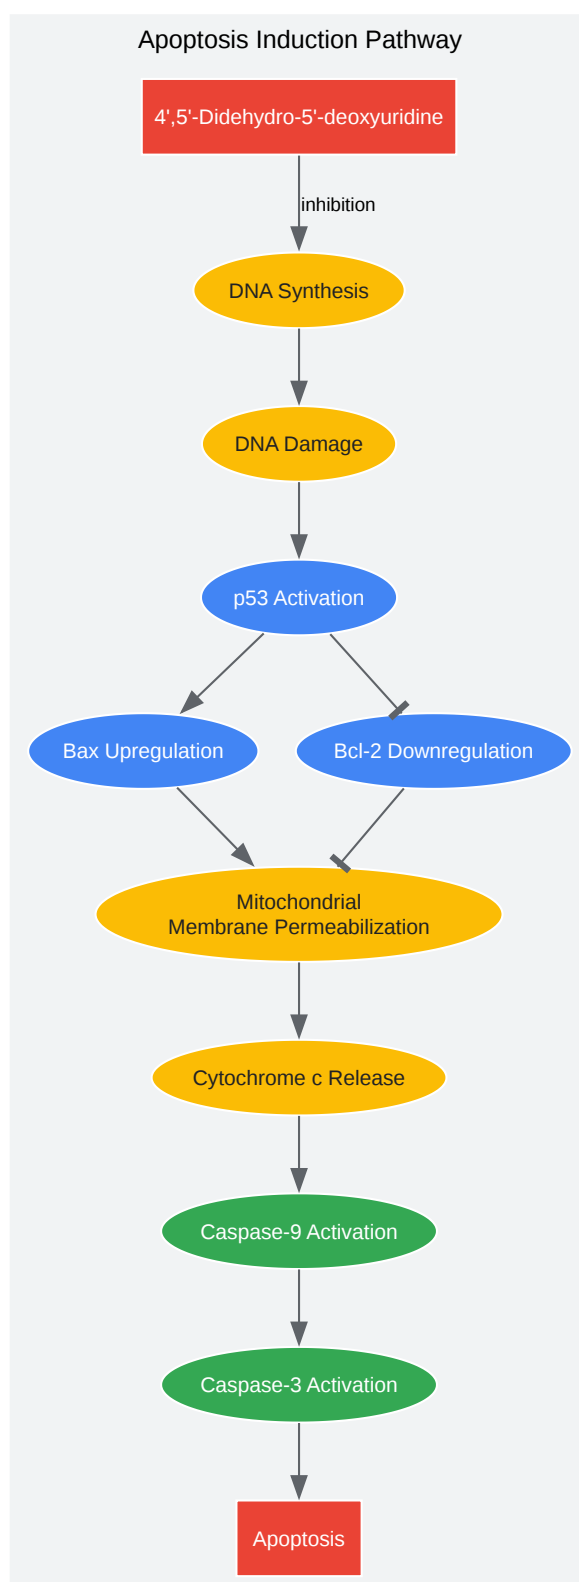 Apoptosis Induction Pathway
4',5'-Didehydro-5'-deoxyuridine
inhibition
DNA Synthesis
DNA Damage
p53 Activation
Bax Upregulation
Bcl-2 Downregulation
Mitochondrial
Membrane Permeabilization
Cytochrome c Release
Caspase-9 Activation
Caspase-3 Activation
Apoptosis